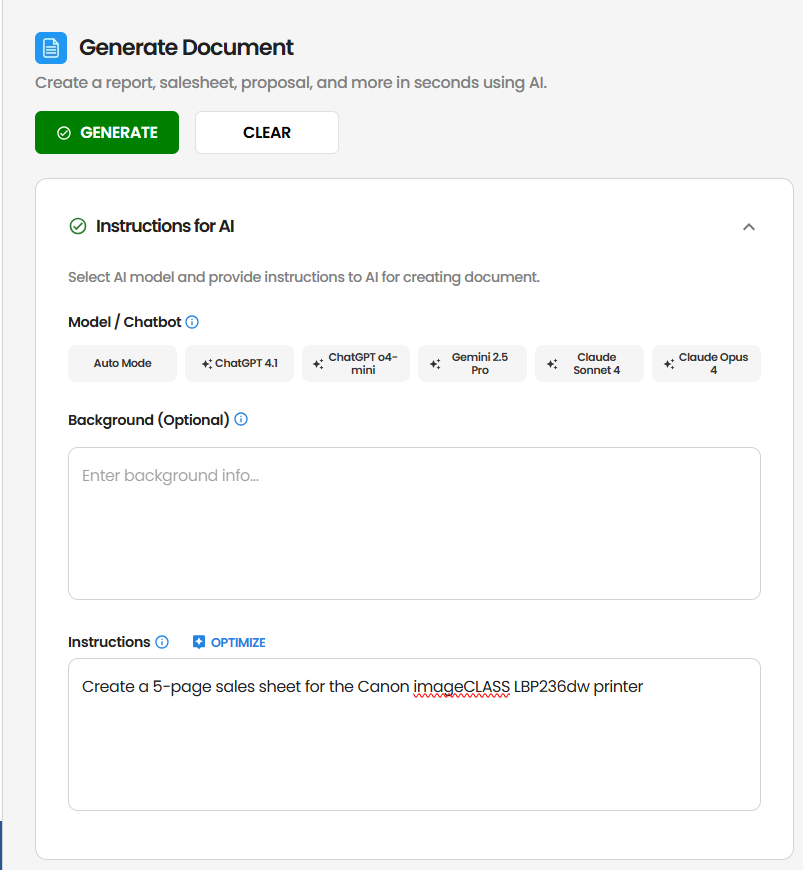 Generate Document
Create a report, salesheet, proposal, and more in seconds using AI.
GENERATE
CLEAR
Instructions for AI
Select AI model and provide instructions to AI for creating document.
Model / Chatbot
Auto Mode
ChatGPT 4.1
ChatGPT o4-
mini
Gemini 2.5
Pro
Claude
Sonnet 4
Claude Opus
4
Background (Optional)
Enter background info...
Instructions
OPTIMIZE
Create a 5-page sales sheet for the Canon imageCLASS LBP236dw printer